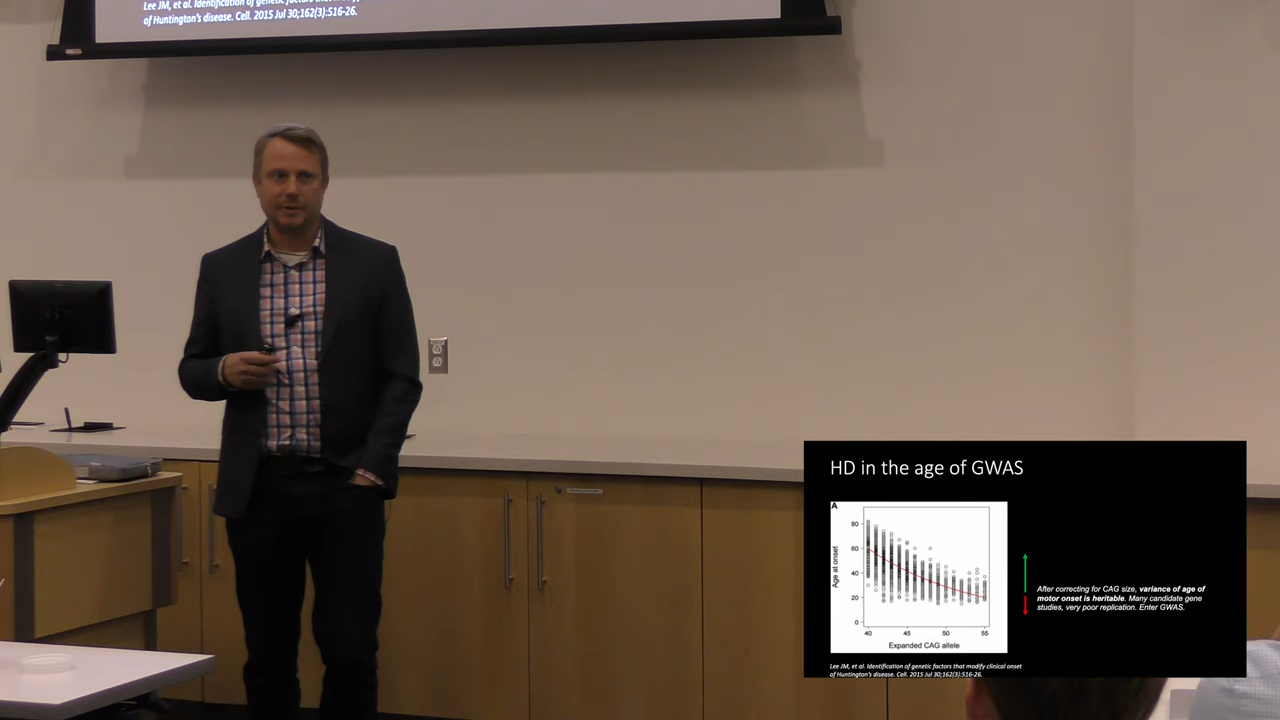 Lee JM, et al. Identification of genetic factors that modify
of Huntington's disease. Cell. 2015 Jul 30;162(3):516-26.
HD in the age of GWAS
A
80
60
40
20
0
Age at onset
40 45 50 55
Expanded CAG allele
After correcting for CAG size, variance of age of
motor onset is heritable. Many candidate gene
studies, very poor replication. Enter GWAS.
Lee JM, et al. Identification of genetic factors that modify clinical onset
of Huntington's disease. Cell. 2015 Jul 30;162(3):516-26.